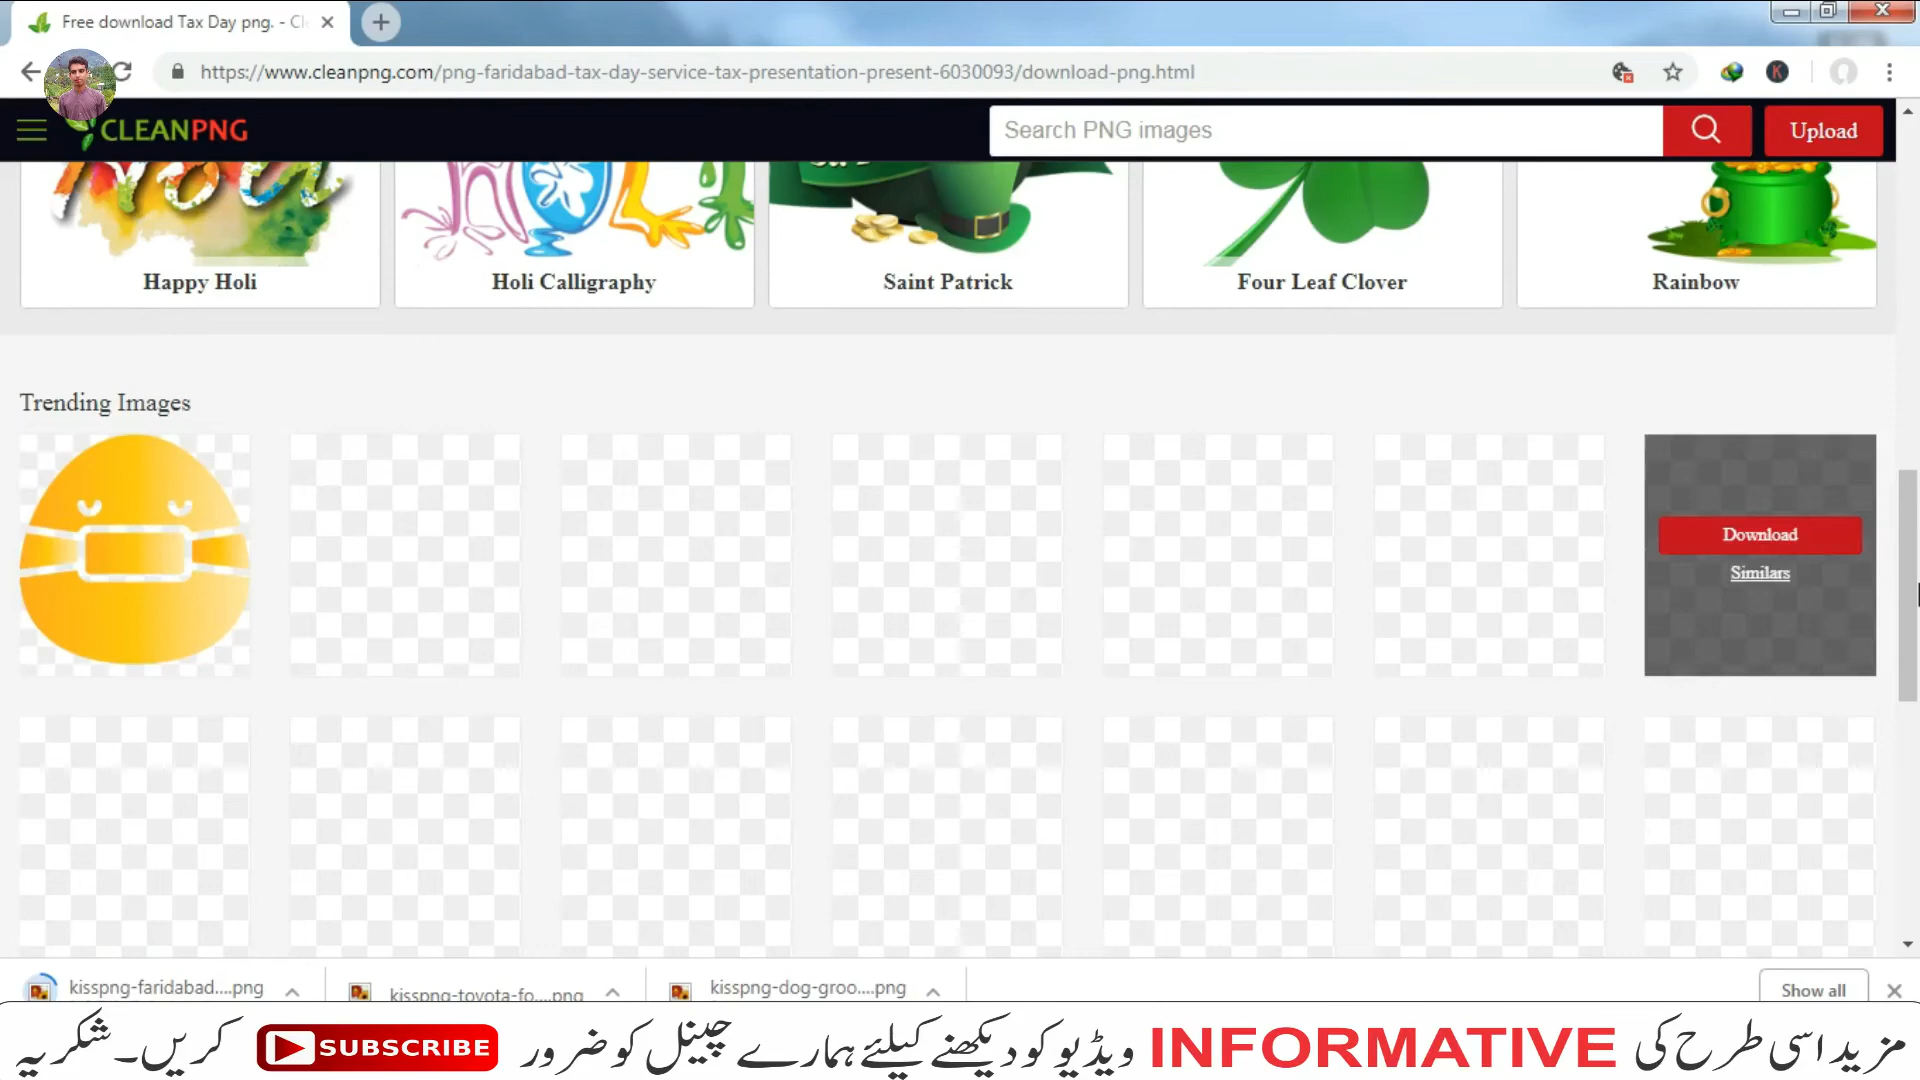 Free download Tax Day png. - Cl
https://www.cleanpng.com/png-faridabad-tax-day-service-tax-presentation-present-6030093/download-png.html
CLEANPNG
Search PNG images
Upload
Happy Holi
Holi Calligraphy
Saint Patrick
Four Leaf Clover
Rainbow
Trending Images
Download
Similars
kisspng-faridabad....png
kisspng-toyota-fo....png
kisspng-dog-groo....png
Show all
مزید اسی طرح کی INFORMATIVE ویڈیو کو دیکھنے کیلئے ہمارے چینل کو ضرور SUBSCRIBE کریں۔ شکریہ